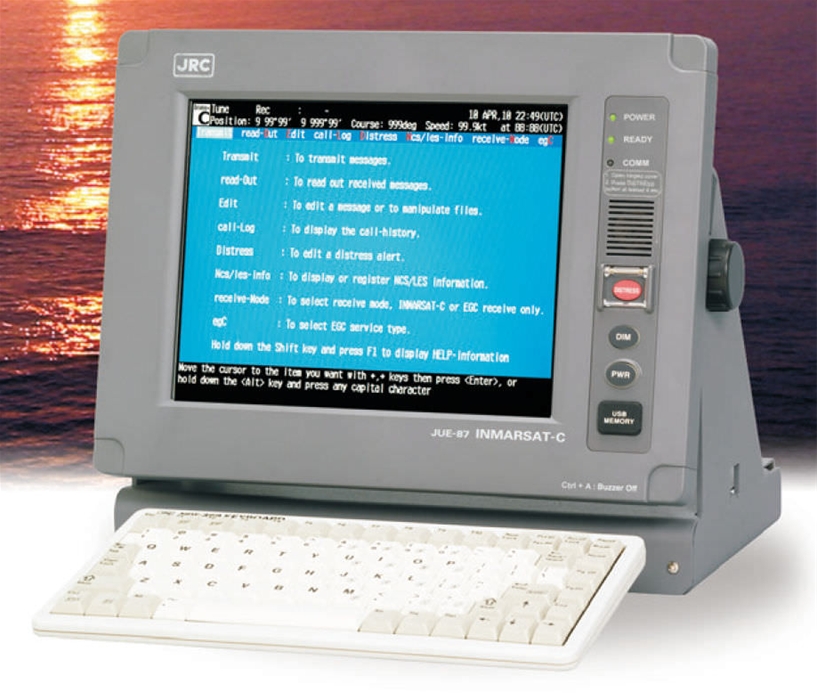 JRC
Tune Rec : -
10 APR,10 22:49(UTC)
C Position: 9 99"99' 9 999"99' Course: 999deg Speed: 99.9kt at 88:88(UTC)
Transmit read-Out Edit call-Log Distress Ncs/les-info receive-Mode egC
Transmit : To transmit messages.
read-Out : To read out received messages.
Edit : To edit a message or to manipulate files.
call-Log : To display the call-history.
Distress : To edit a distress alert.
Ncs/les-info : To display or register NCS/LES information.
receive-Mode : To select receive mode, INMARSAT-C or EGC receive only.
egC : To select EGC service type.
Hold down the Shift key and press F1 to display HELP-information
Move the cursor to the item you want with keys then press <Enter>, or
hold down the <Alt> key and press any capital character
POWER
READY
COMM
DISTRESS
DIM
PWR
USB
MEMORY
JUE-87 INMARSAT-C
Ctrl + A : Buzzer Off
Q W E R T Y U I O P
A S D F G H J K L
Z X C V B N M